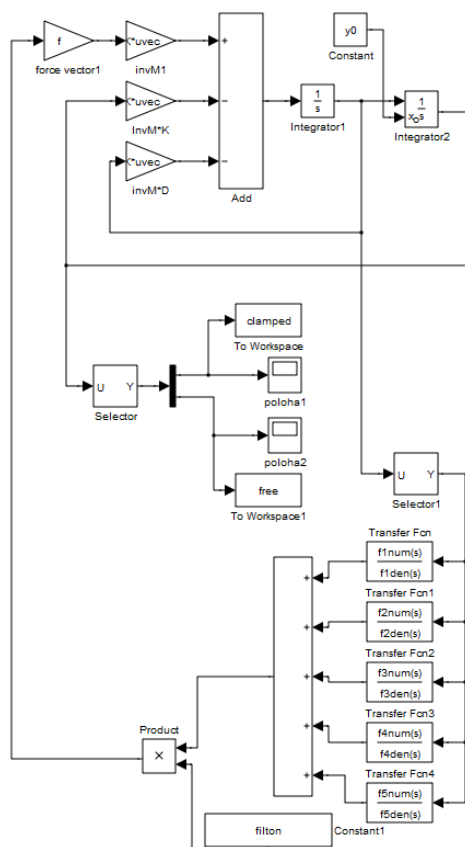 f
force vector1
K*uvec
invM1
+
K*uvec
InvM*K
−
K*uvec
invM*D
−
Add
1
s
Integrator1
y0
Constant
1
x₀ s
Integrator2
clamped
To Workspace
poloha1
U Y
Selector
poloha2
free
To Workspace1
U Y
Selector1
Transfer Fcn
f1num(s)
f1den(s)
+
Transfer Fcn1
f2num(s)
f2den(s)
+
Transfer Fcn2
f3num(s)
f3den(s)
+
Transfer Fcn3
f4num(s)
f4den(s)
+
Transfer Fcn4
f5num(s)
f5den(s)
+
Product
×
filton
Constant1